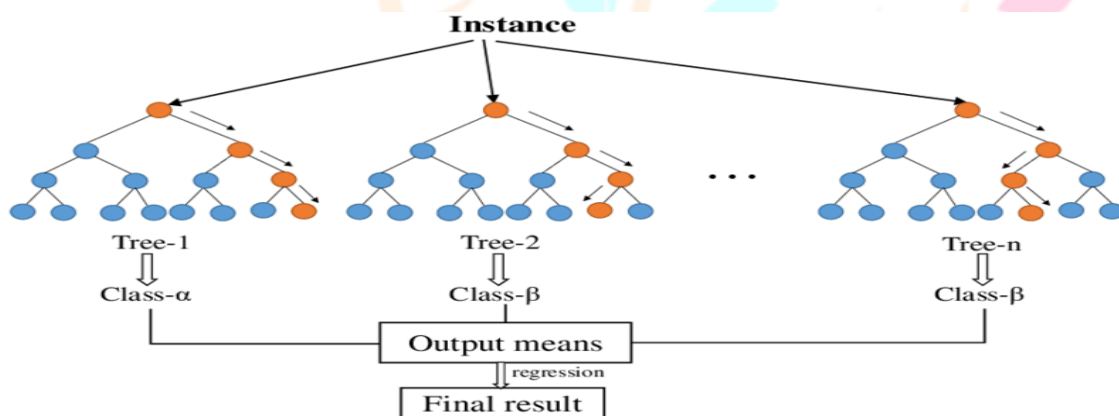 Instance
...
Tree-1
Tree-2
Tree-n
Class-α
Class-β
Class-β
Output means
regression
Final result